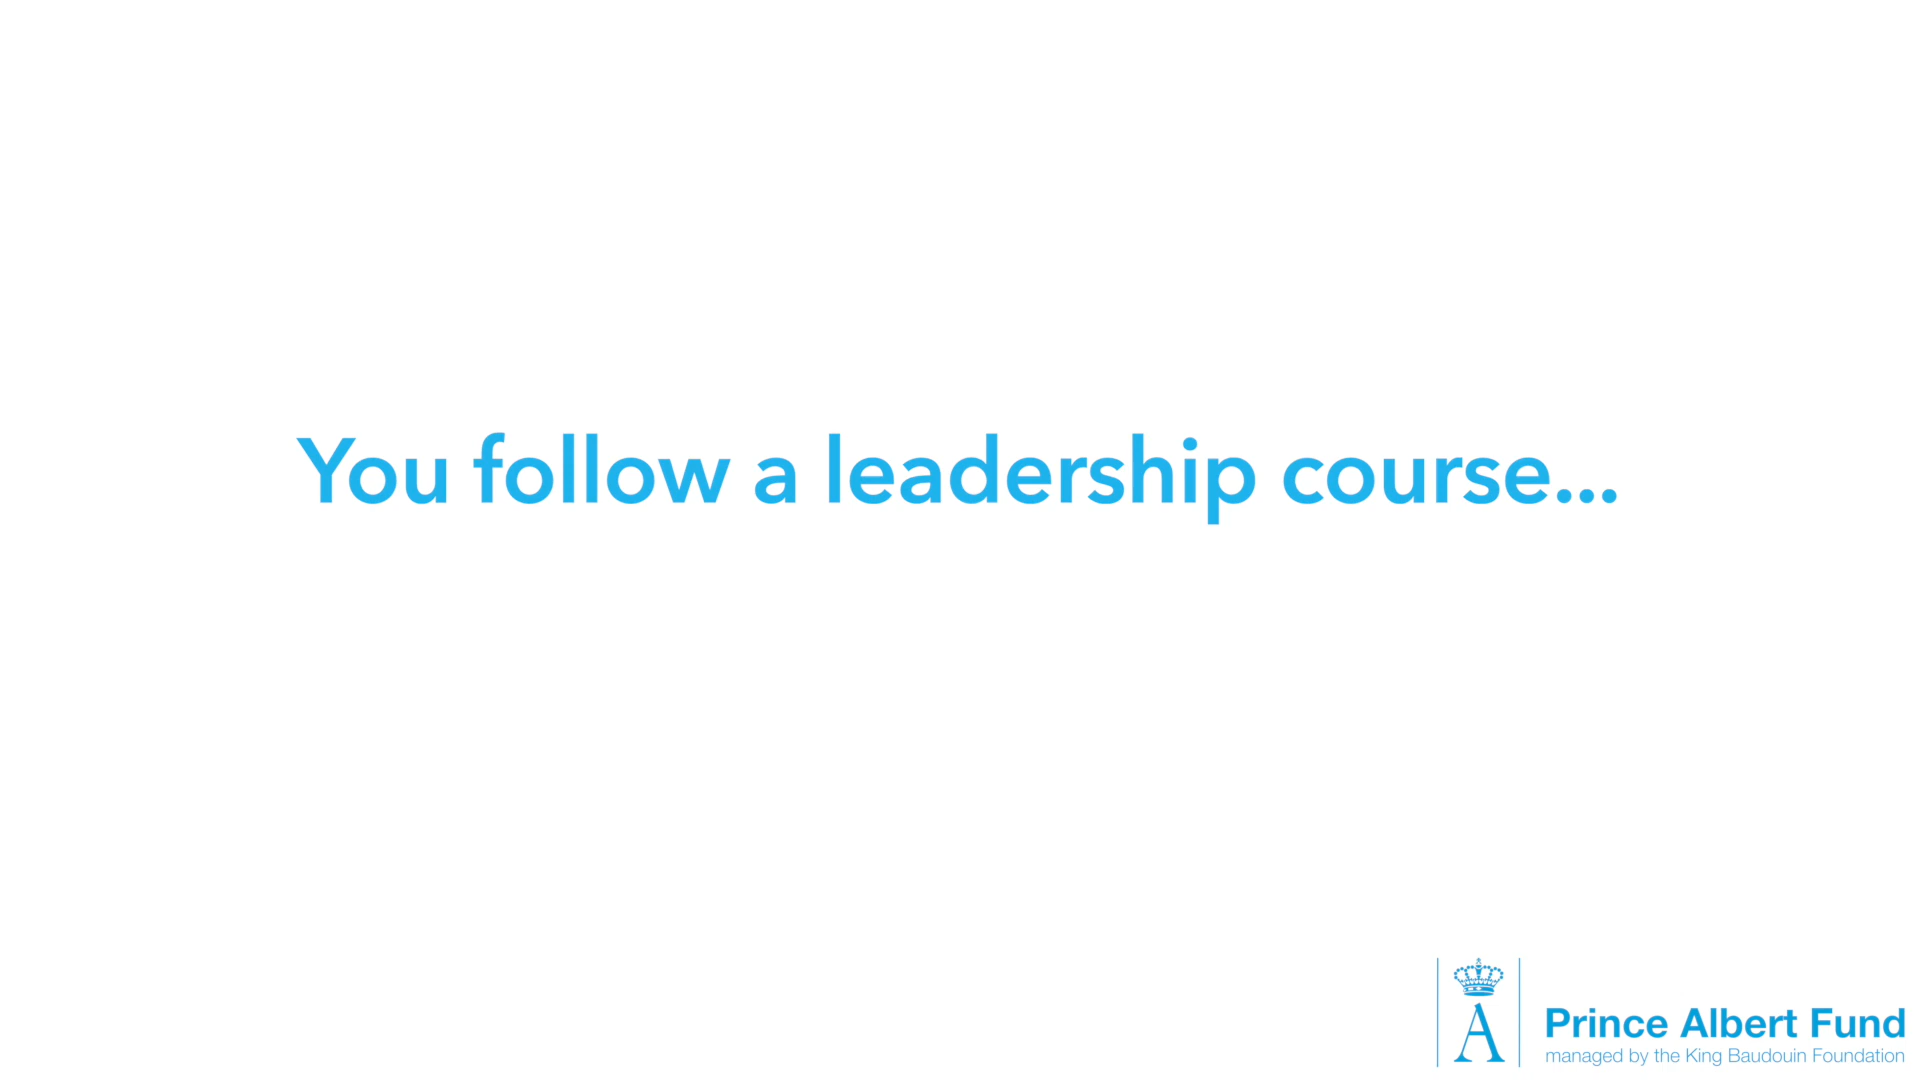 You follow a leadership course...
A
Prince Albert Fund
managed by the King Baudouin Foundation